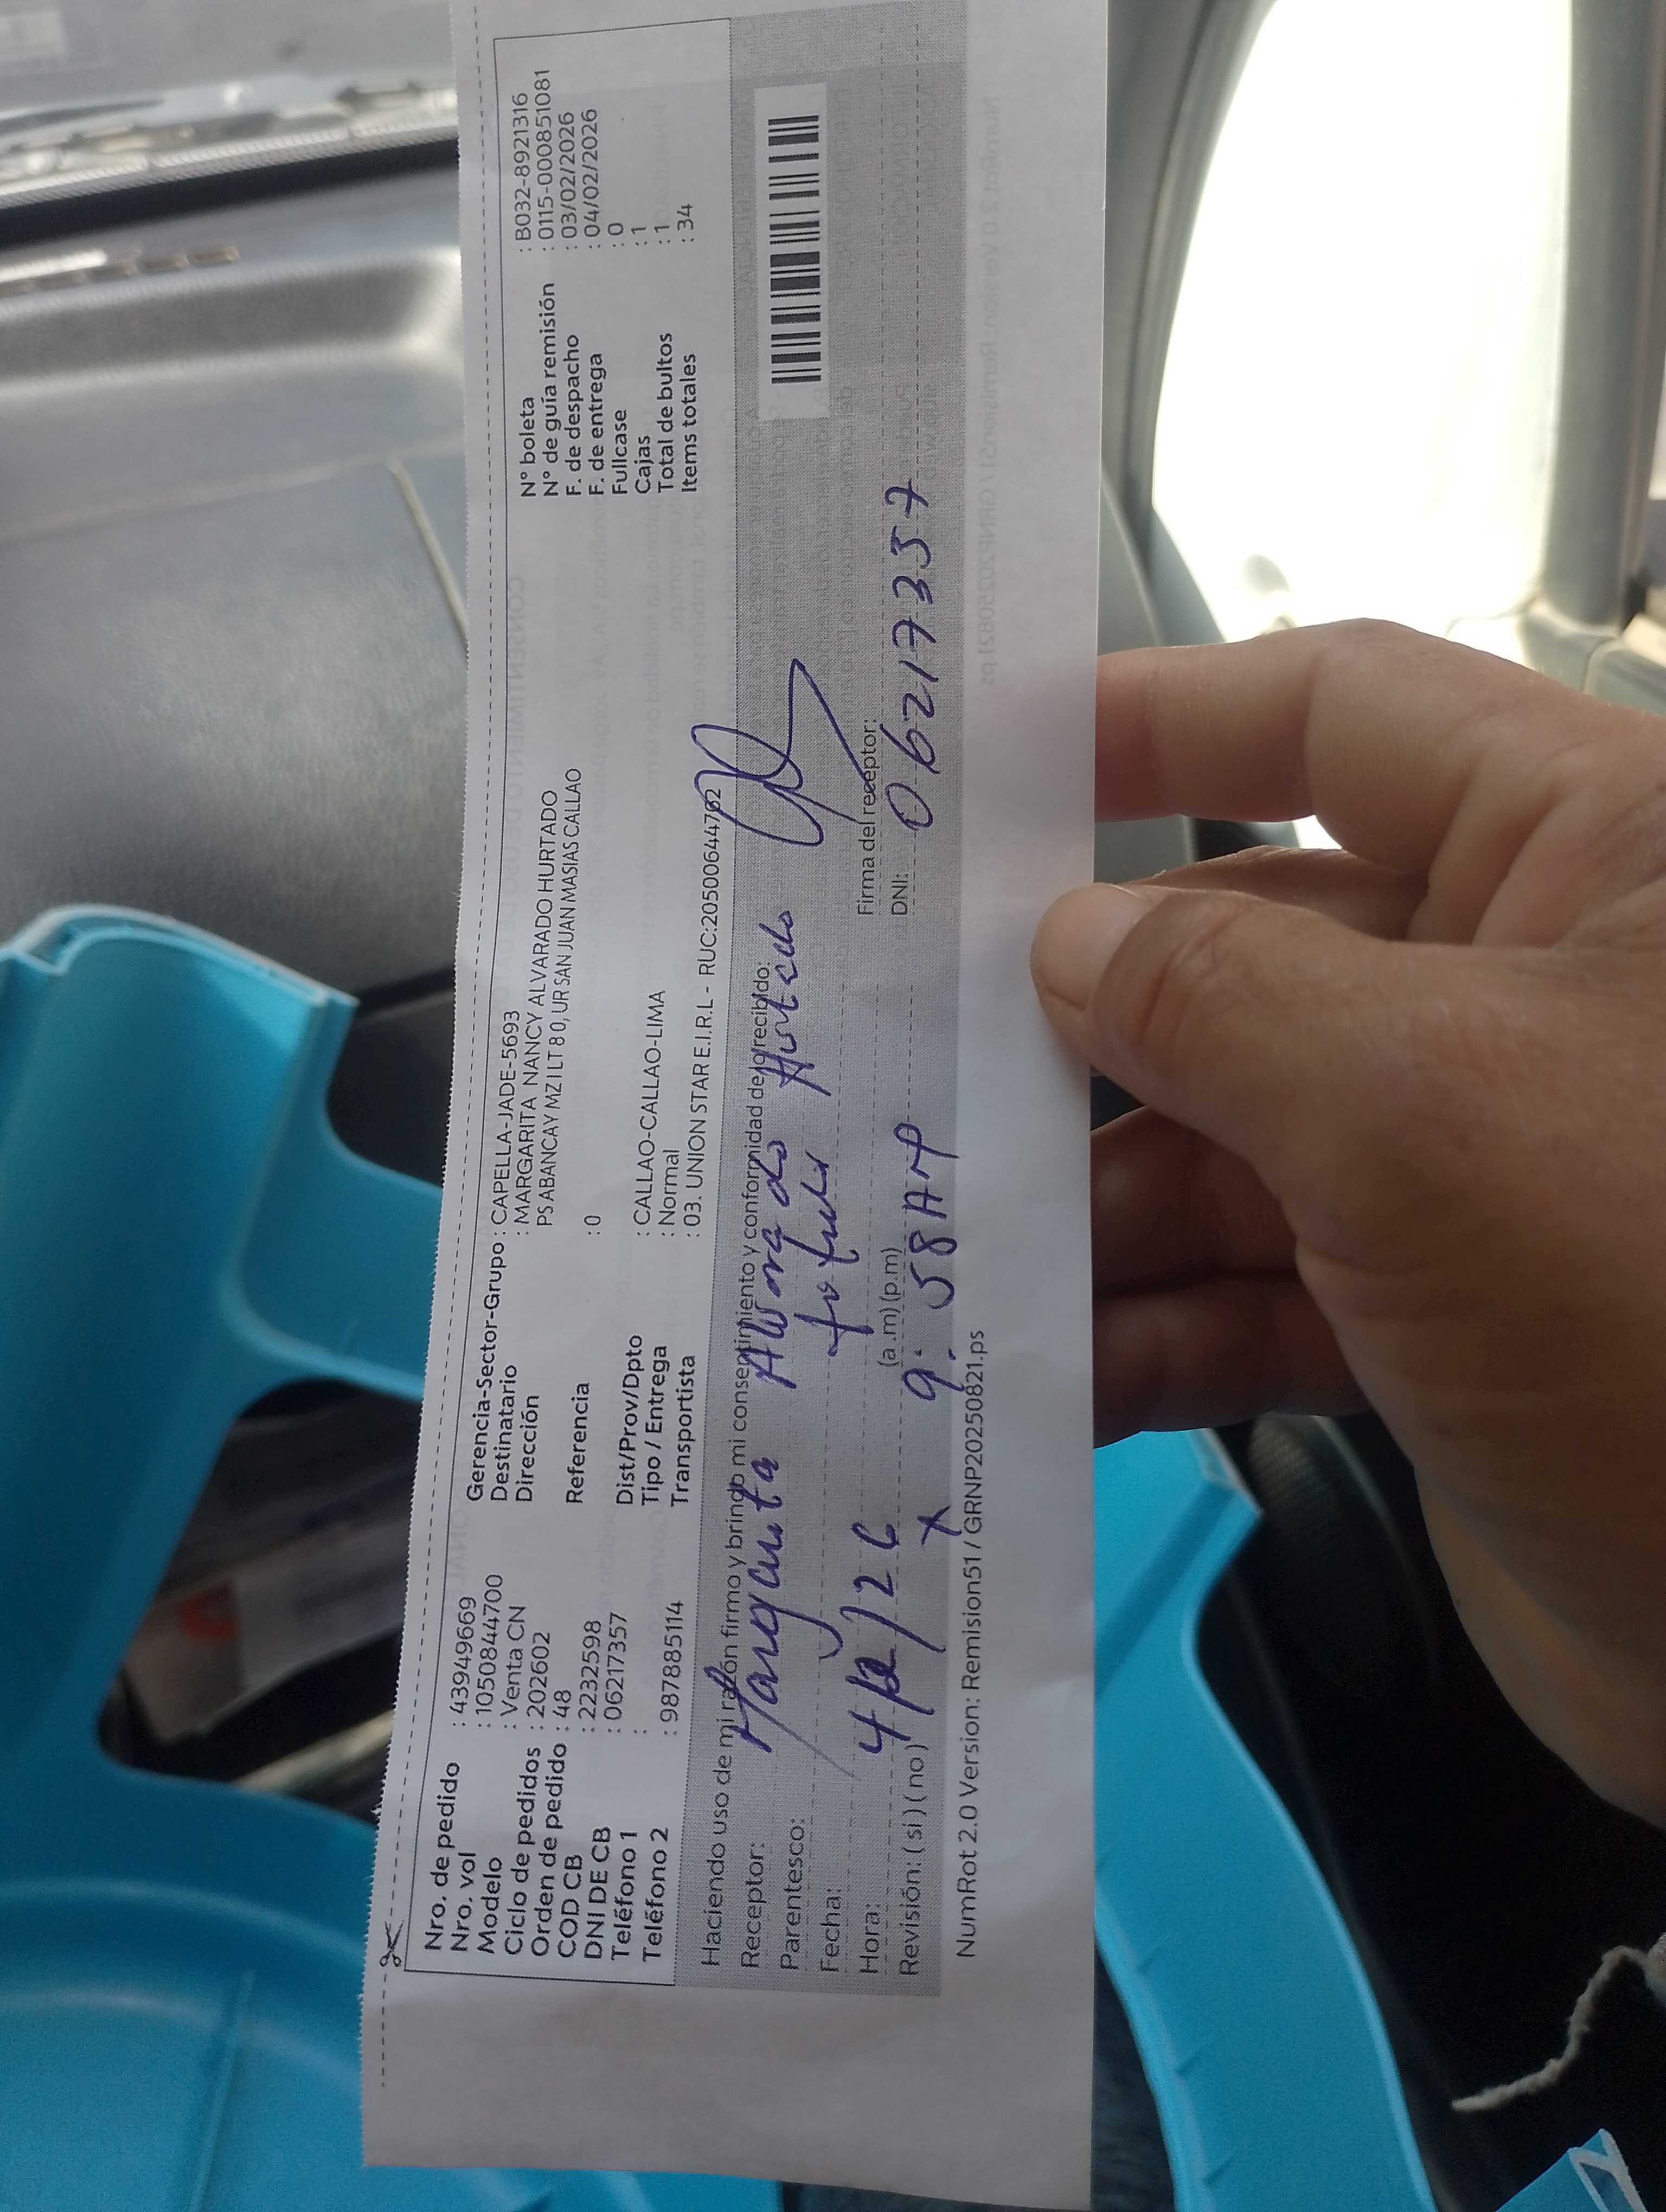 Nro. de pedido : 43949669
Nro. vol : 1050844700
Modelo : Venta CN
Ciclo de pedidos : 202602
Orden de pedido : 48
COD CB : 2232598
DNI DE CB : 06217357
Teléfono 1 :
Teléfono 2 : 987885114
Gerencia-Sector-Grupo : CAPELLA-JADE-5693
Destinatario : MARGARITA NANCY ALVARADO HURTADO
Dirección PS ABANCAY MZ I LT 8 0, UR SAN JUAN MASIAS CALLAO
Referencia : 0
Dist/Prov/Dpto : CALLAO-CALLAO-LIMA
Tipo / Entrega : Normal
Transportista : 03. UNION STAR E.I.R.L - RUC:20500644762
N° boleta : B032-8921316
N° de guía remisión : 0115-000851081
F. de despacho : 03/02/2026
F. de entrega : 04/02/2026
Fullcase : 0
Cajas : 1
Total de bultos : 1
Items totales : 34
Haciendo uso de mi razón firmo y brindo mi consentimiento y conformidad de lo recibido:
Receptor: Margarita Alvarado Hurtado
Parentesco:
Fecha: 4/2/26
Hora: (a.m) (p.m) 9:58 AM
Revisión: ( si ) ( no ) X
Firma del receptor:
DNI: 06217357
NumRot 2.0 Version: Remision51 / GRNP20250821.ps